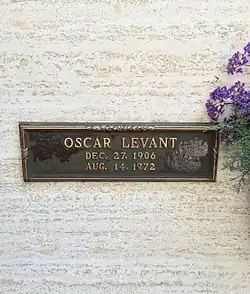 OSCAR LEVANT
DEC. 27, 1906
AUG. 14, 1972